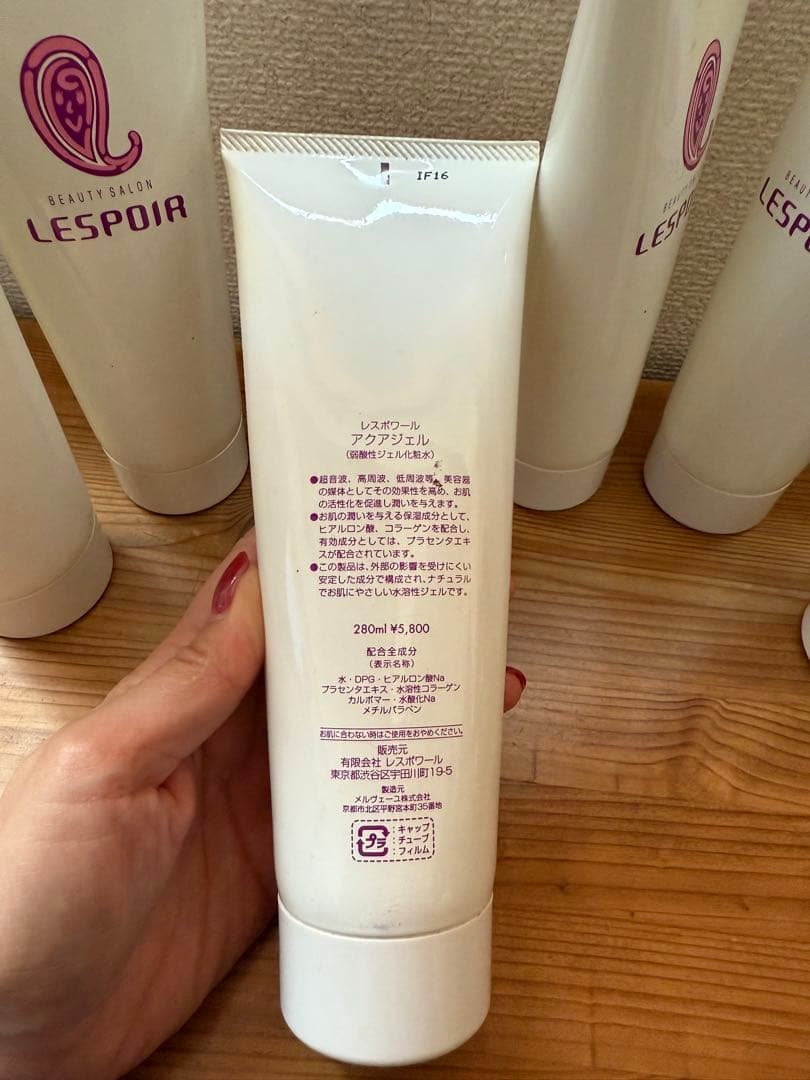 BEAUTY SALON
LESPOIR
IF16
LESPO
BEAUTY
LESPO
レスポワール
アクアジェル
(弱酸性ジェル化粧水)
●超音波、高周波、低周波等、美容器
の媒体としてその効果性を高め、お肌
の活性化を促進し潤いを与えます。
●お肌の潤いを与える保湿成分として、
ヒアルロン酸、コラーゲンを配合し、
有効成分としては、プラセンタエキ
スが配合されています。
●この製品は、外部の影響を受けにくい
安定した成分で構成され、ナチュラル
でお肌にやさしい水溶性ジェルです。
280ml ¥5,800
配合全成分
(表示名称)
水・DPG・ヒアルロン酸Na
プラセンタエキス・水溶性コラーゲン
カルボマー・水酸化Na
メチルパラベン
お肌に合わない時はご使用をおやめください。
販売元
有限会社 レスポワール
東京都渋谷区宇田川町19-5
製造元
メルヴェーユ株式会社
京都市北区平野宮本町35番地
プラ
:キャップ
:チューブ
:フィルム